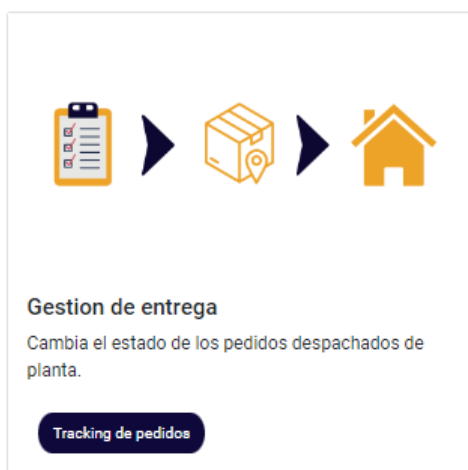 Gestion de entrega
Cambia el estado de los pedidos despachados de
planta.
Tracking de pedidos